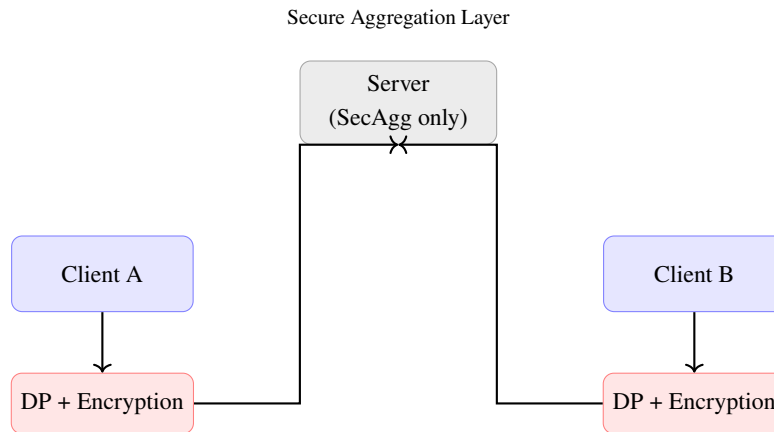 Secure Aggregation Layer
Server
(SecAgg only)
Client A
Client B
DP + Encryption
DP + Encryption